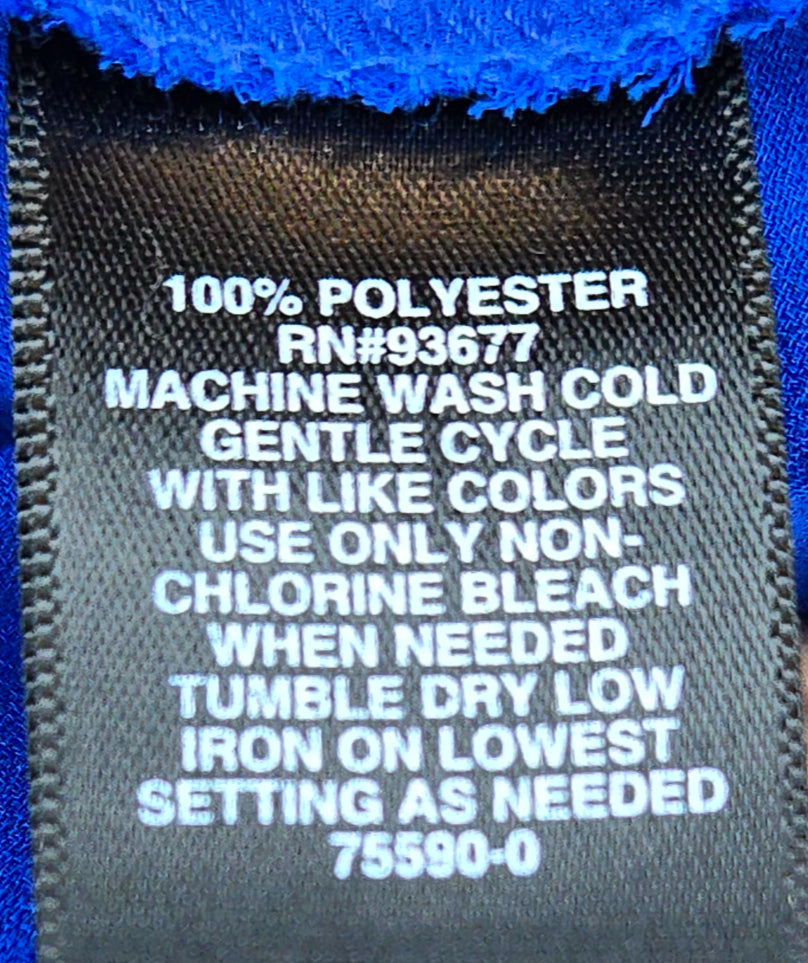 100% POLYESTER
RN#93677
MACHINE WASH COLD
GENTLE CYCLE
WITH LIKE COLORS
USE ONLY NON-
CHLORINE BLEACH
WHEN NEEDED
TUMBLE DRY LOW
IRON ON LOWEST
SETTING AS NEEDED
75590-0